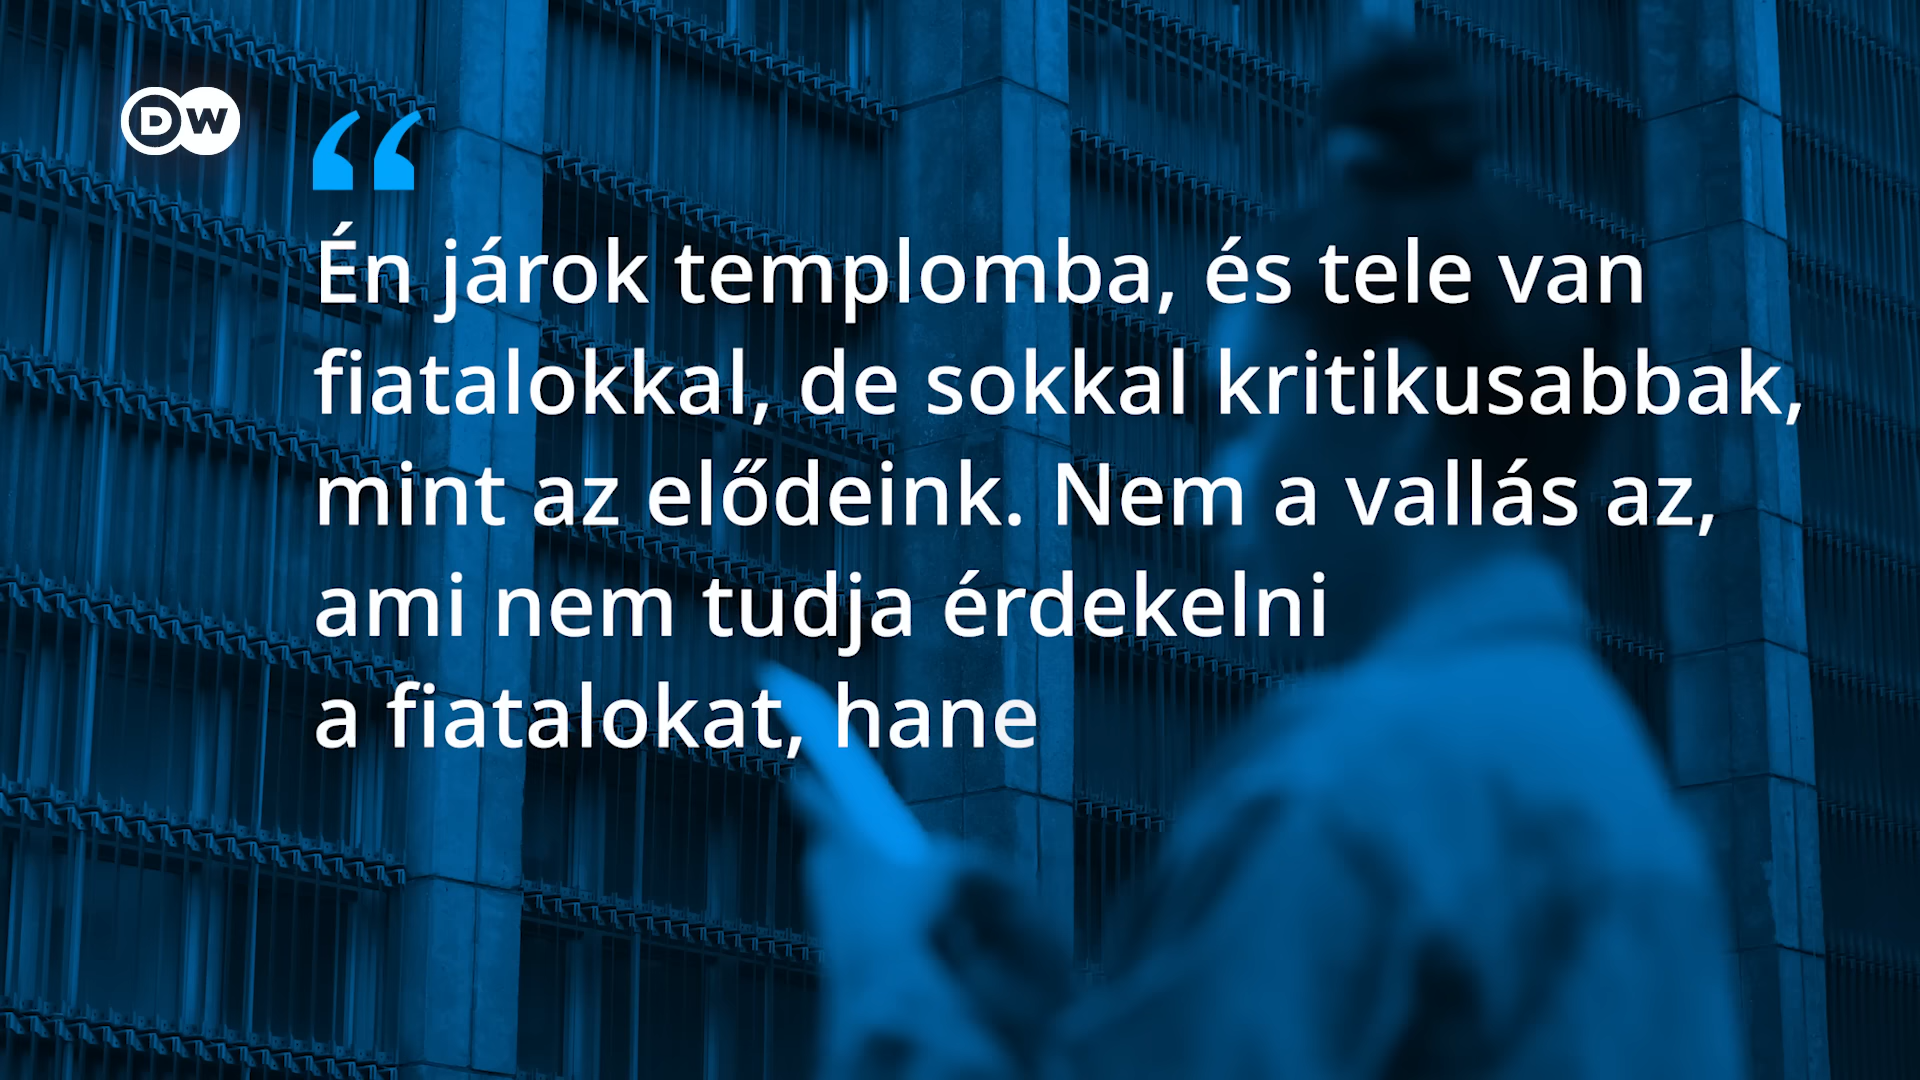 DW
“
Én járok templomba, és tele van
fiatalokkal, de sokkal kritikusabbak,
mint az elődeink. Nem a vallás az,
ami nem tudja érdekelni
a fiatalokat, hane